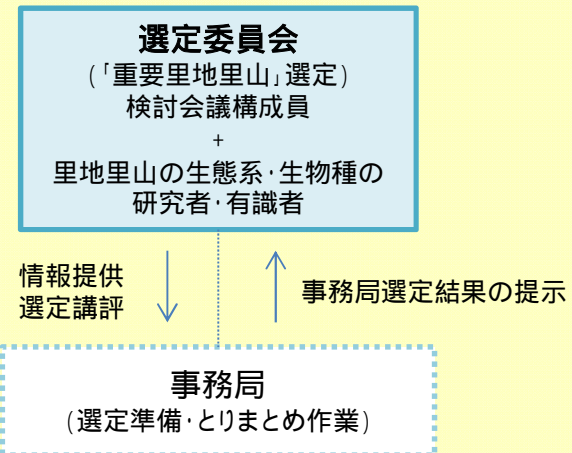 選定委員会
(｢重要里地里山｣選定)
検討会議構成員
+
里地里山の生態系･生物種の
研究者･有識者
情報提供
選定講評
事務局選定結果の提示
事務局
(選定準備･とりまとめ作業)